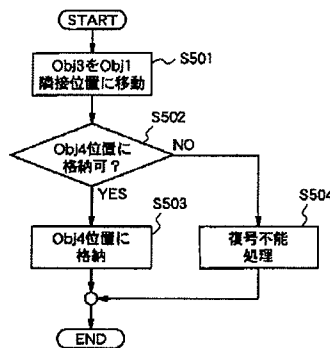 START
Obj3をObj1
隣接位置に移動
S501
S502
Obj4位置に
格納可？
NO
YES
S503
S504
Obj4位置に
格納
復号不能
処理
END